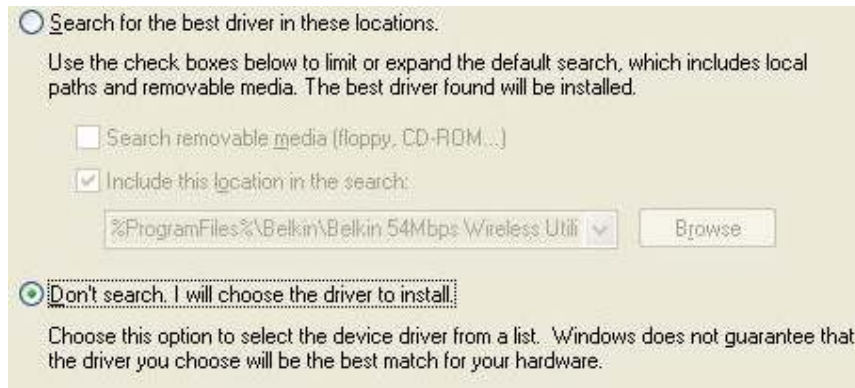 Search for the best driver in these locations.
Use the check boxes below to limit or expand the default search, which includes local
paths and removable media. The best driver found will be installed.
Search removable media (floppy, CD-ROM...)
Include this location in the search:
%ProgramFiles%\Belkin\Belkin 54Mbps Wireless Utili
Browse
Don't search. I will choose the driver to install.
Choose this option to select the device driver from a list. Windows does not guarantee that
the driver you choose will be the best match for your hardware.